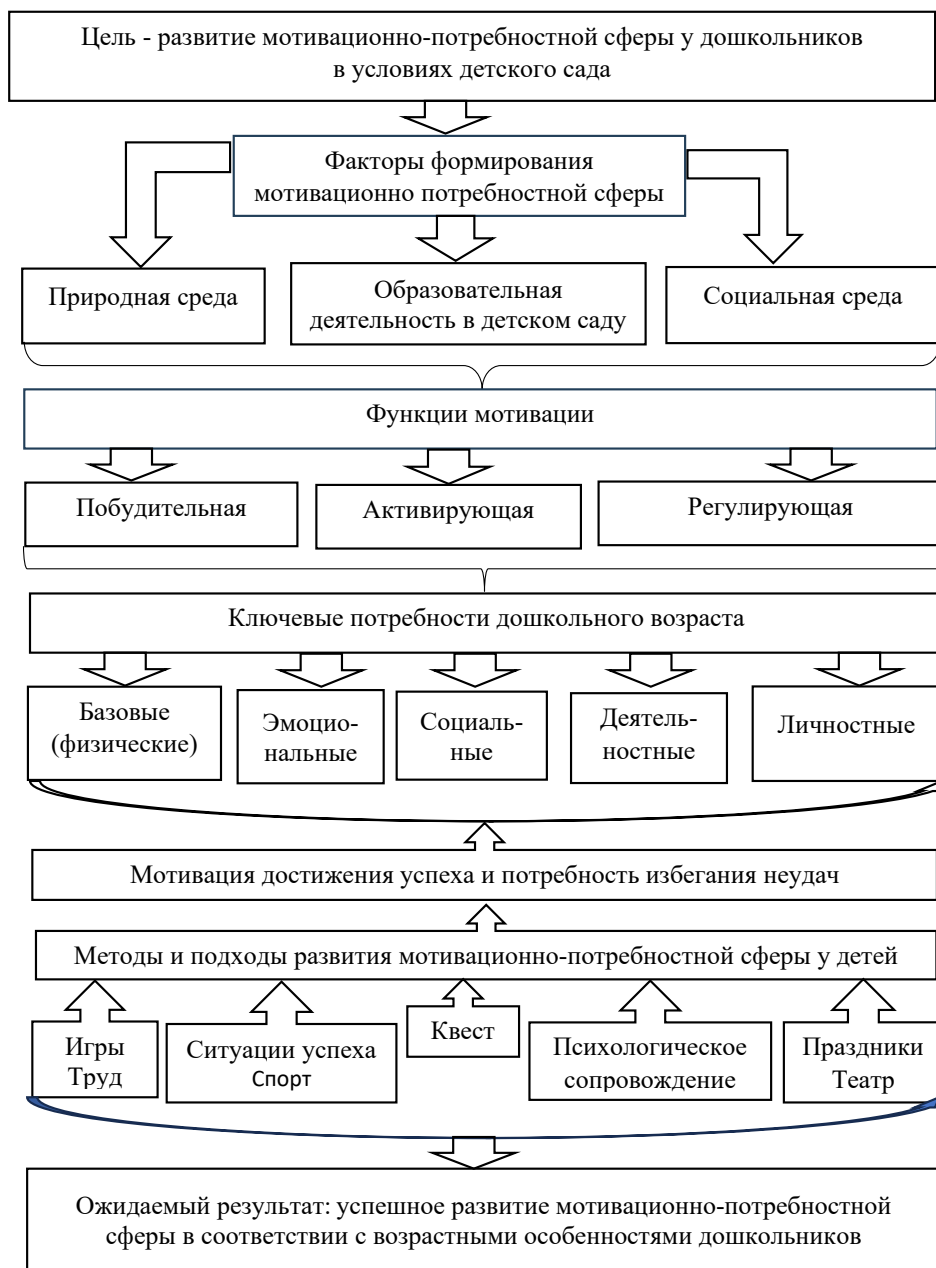 Цель - развитие мотивационно-потребностной сферы у дошкольников
в условиях детского сада
Факторы формирования
мотивационно потребностной сферы
Природная среда
Образовательная
деятельность в детском саду
Социальная среда
Функции мотивации
Побудительная
Активирующая
Регулирующая
Ключевые потребности дошкольного возраста
Базовые
(физические)
Эмоцио-
нальные
Социаль-
ные
Деятель-
ностные
Личностные
Мотивация достижения успеха и потребность избегания неудач
Методы и подходы развития мотивационно-потребностной сферы у детей
Игры
Труд
Ситуации успеха
Спорт
Квест
Психологическое
сопровождение
Праздники
Театр
Ожидаемый результат: успешное развитие мотивационно-потребностной
сферы в соответствии с возрастными особенностями дошкольников